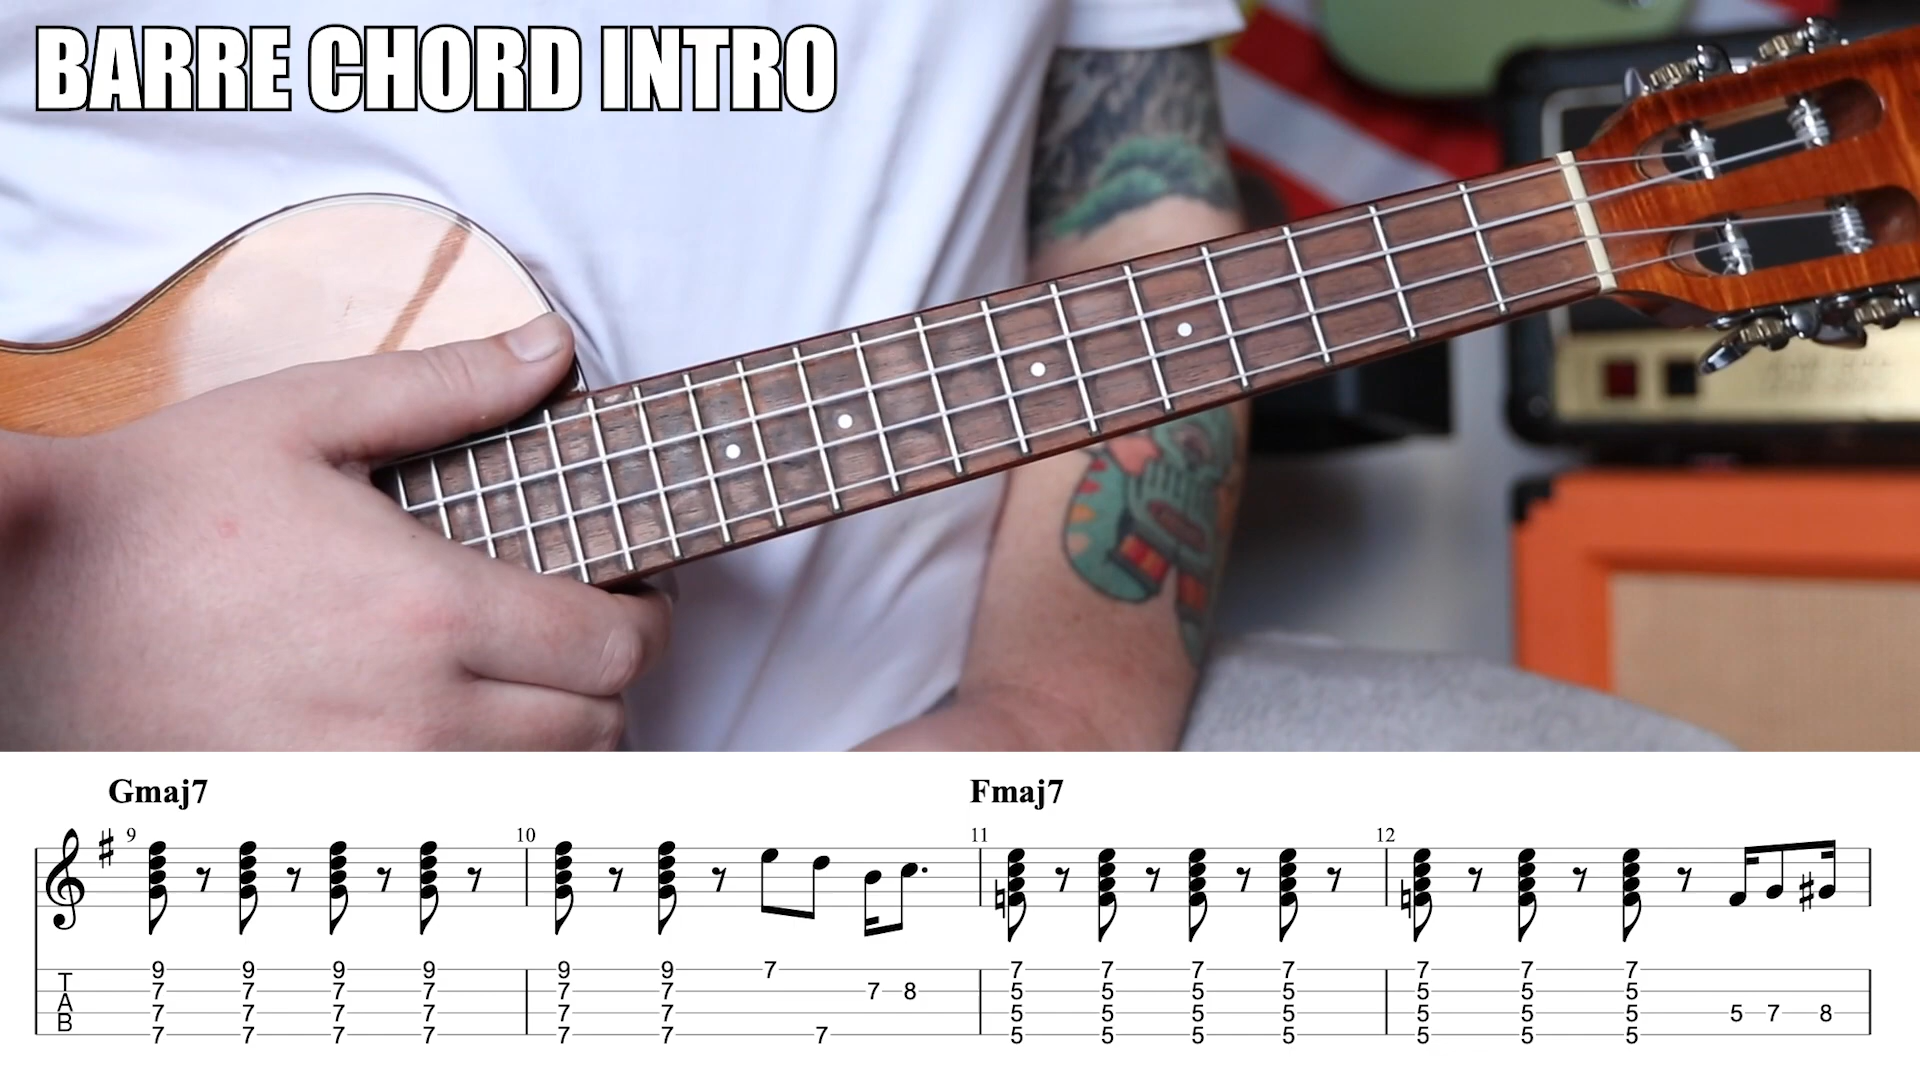 BARRE CHORD INTRO
Gmaj7 Fmaj7
9 10 11 12
T 9 9 9 9 9 9 7 7 7 7 7 7 7 7
A 7 7 7 7 7 7 7 8 5 5 5 5 5 5 5
B 7 7 7 7 7 7 5 5 5 5 5 5 5 5 7 8
7 7 7 7 7 7 7 5 5 5 5 5 5 5